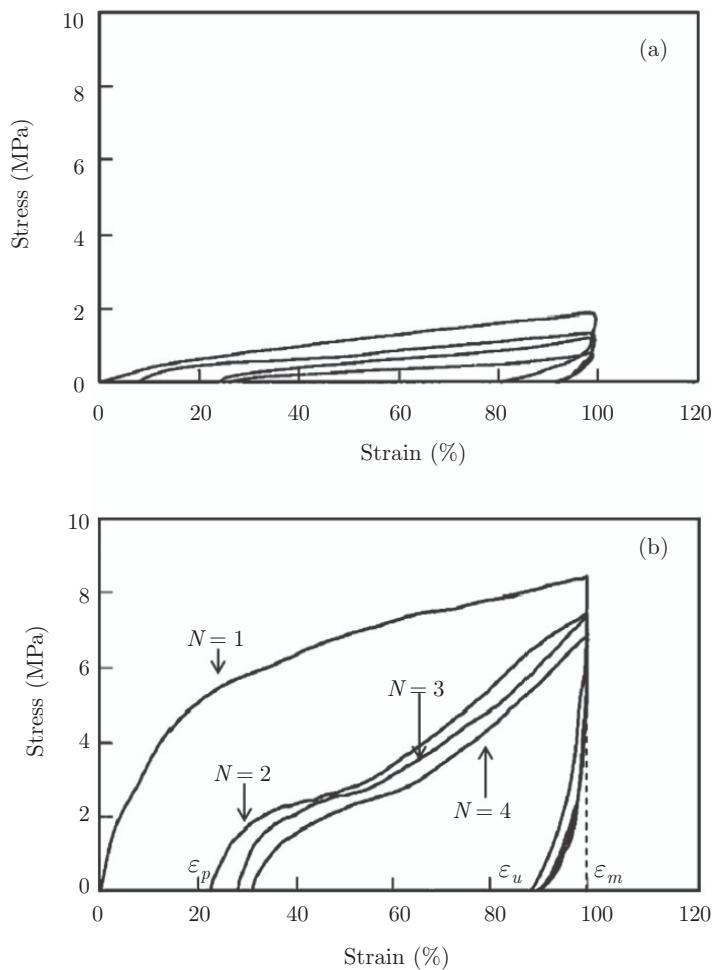 10
(a)
8
6
4
2
0
Stress (MPa)
0 20 40 60 80 100 120
Strain (%)
10
(b)
8
N = 1
6
N = 3
4
N = 2
N = 4
2
εp
εu
εm
0
Stress (MPa)
0 20 40 60 80 100 120
Strain (%)